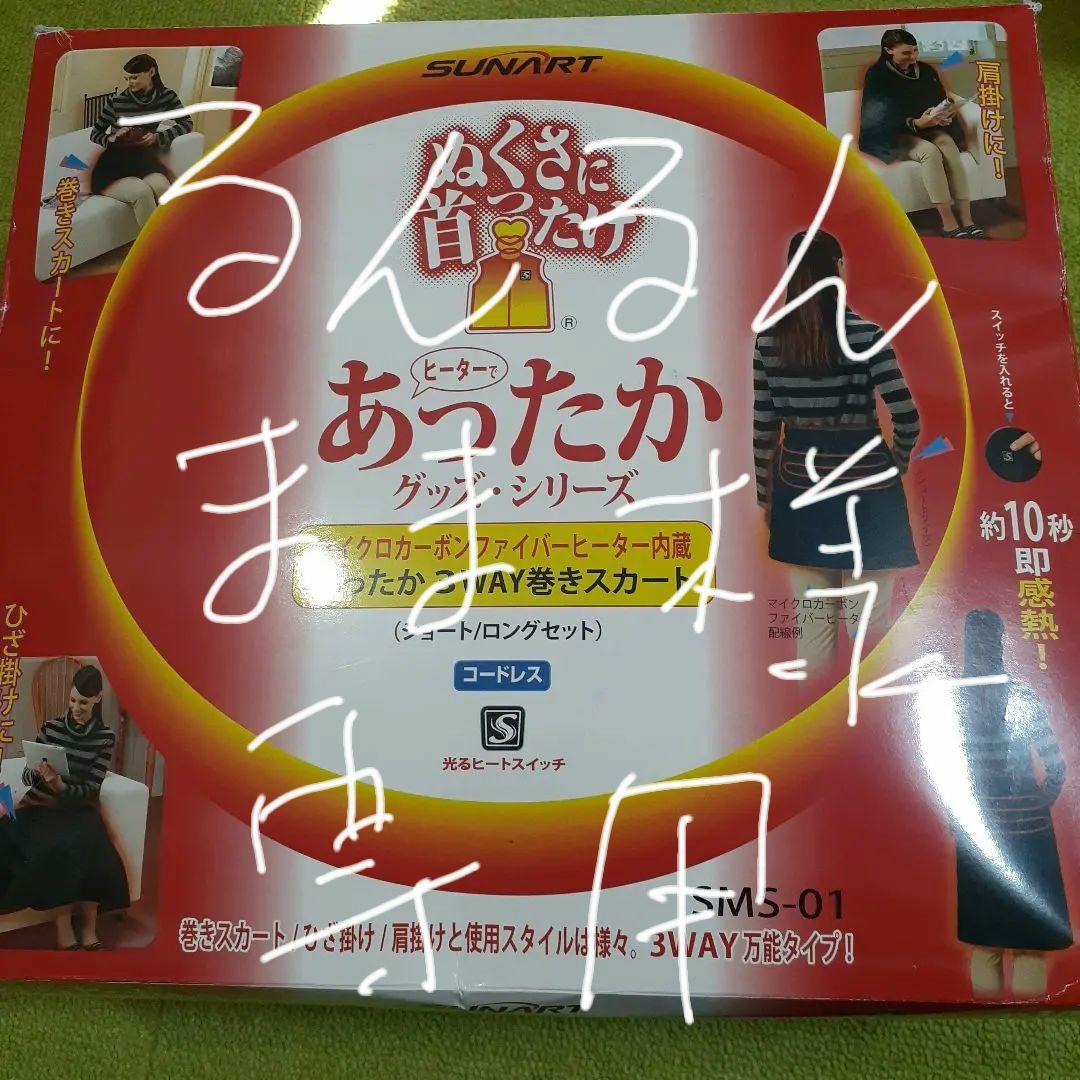 SUNART
ぬくさに
首ったけ
S
®
巻きスカートに！
肩掛けに！
るんるん
まま様
専用
ヒーターで
あったか
グッズ・シリーズ
イクロカーボンファイバーヒーター内蔵
ったか 3WAY巻きスカート
(ショート/ロングセット)
コードレス
S
光るヒートスイッチ
スイッチを入れると
S
約10秒
即感熱！
マイクロカーボン
ファイバーヒーター
配線例
ひざ掛けに！
SMS-01
巻きスカート/ひざ掛け/肩掛けと使用スタイルは様々。3WAY万能タイプ！
SUNART